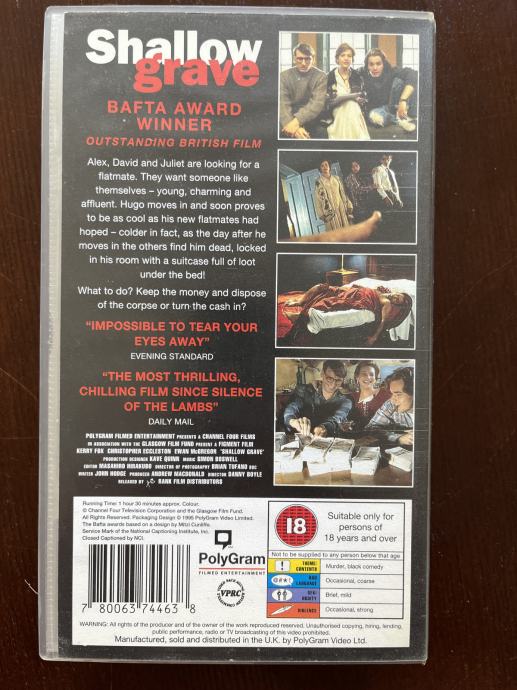 Shallow
grave
BAFTA AWARD
WINNER
OUTSTANDING BRITISH FILM
Alex, David and Juliet are looking for a
flatmate. They want someone like
themselves – young, charming and
affluent. Hugo moves in and soon proves
to be as cool as his new flatmates had
hoped – colder in fact, as the day after he
moves in the others find him dead, locked
in his room with a suitcase full of loot
under the bed!
What to do? Keep the money and dispose
of the corpse or turn the cash in?
“IMPOSSIBLE TO TEAR YOUR
EYES AWAY”
EVENING STANDARD
“THE MOST THRILLING,
CHILLING FILM SINCE SILENCE
OF THE LAMBS”
DAILY MAIL
POLYGRAM FILMED ENTERTAINMENT PRESENTS A CHANNEL FOUR FILMS
IN ASSOCIATION WITH THE GLASGOW FILM FUND PRESENT A FIGMENT FILM
KERRY FOX CHRISTOPHER ECCLESTON EWAN McGREGOR “SHALLOW GRAVE”
PRODUCTION DESIGNER KAVE QUINN MUSIC SIMON BOSWELL
EDITOR MASAHIRO HIRAKUBO DIRECTOR OF PHOTOGRAPHY BRIAN TUFANO BSC
WRITER JOHN HODGE PRODUCER ANDREW MACDONALD DIRECTOR DANNY BOYLE
RELEASED BY RANK FILM DISTRIBUTORS
Running Time: 1 hour 30 minutes approx. Colour.
© Channel Four Television Corporation and the Glasgow Film Fund.
All Rights Reserved. Packaging Design © 1995 PolyGram Video Limited.
The Bafta awards based on a design by Mitzi Cunliffe.
Service Mark of the National Captioning Institute, Inc.
Closed Captioned by NCI.
7 80063 74463 8
PolyGram
FILMED ENTERTAINMENT
VPRC
18
Suitable only for
persons of
18 years and over
Not to be supplied to any person below that age
THEME/
CONTENTS
Murder, black comedy
BAD
LANGUAGE
Occasional, coarse
SEX/
NUDITY
Brief, mild
VIOLENCE
Occasional, strong
WARNING: All rights of the producer and of the owner of the work reproduced reserved. Unauthorised copying, hiring, lending,
public performance, radio or TV broadcasting of this video prohibited.
Manufactured, sold and distributed in the U.K. by PolyGram Video Ltd.